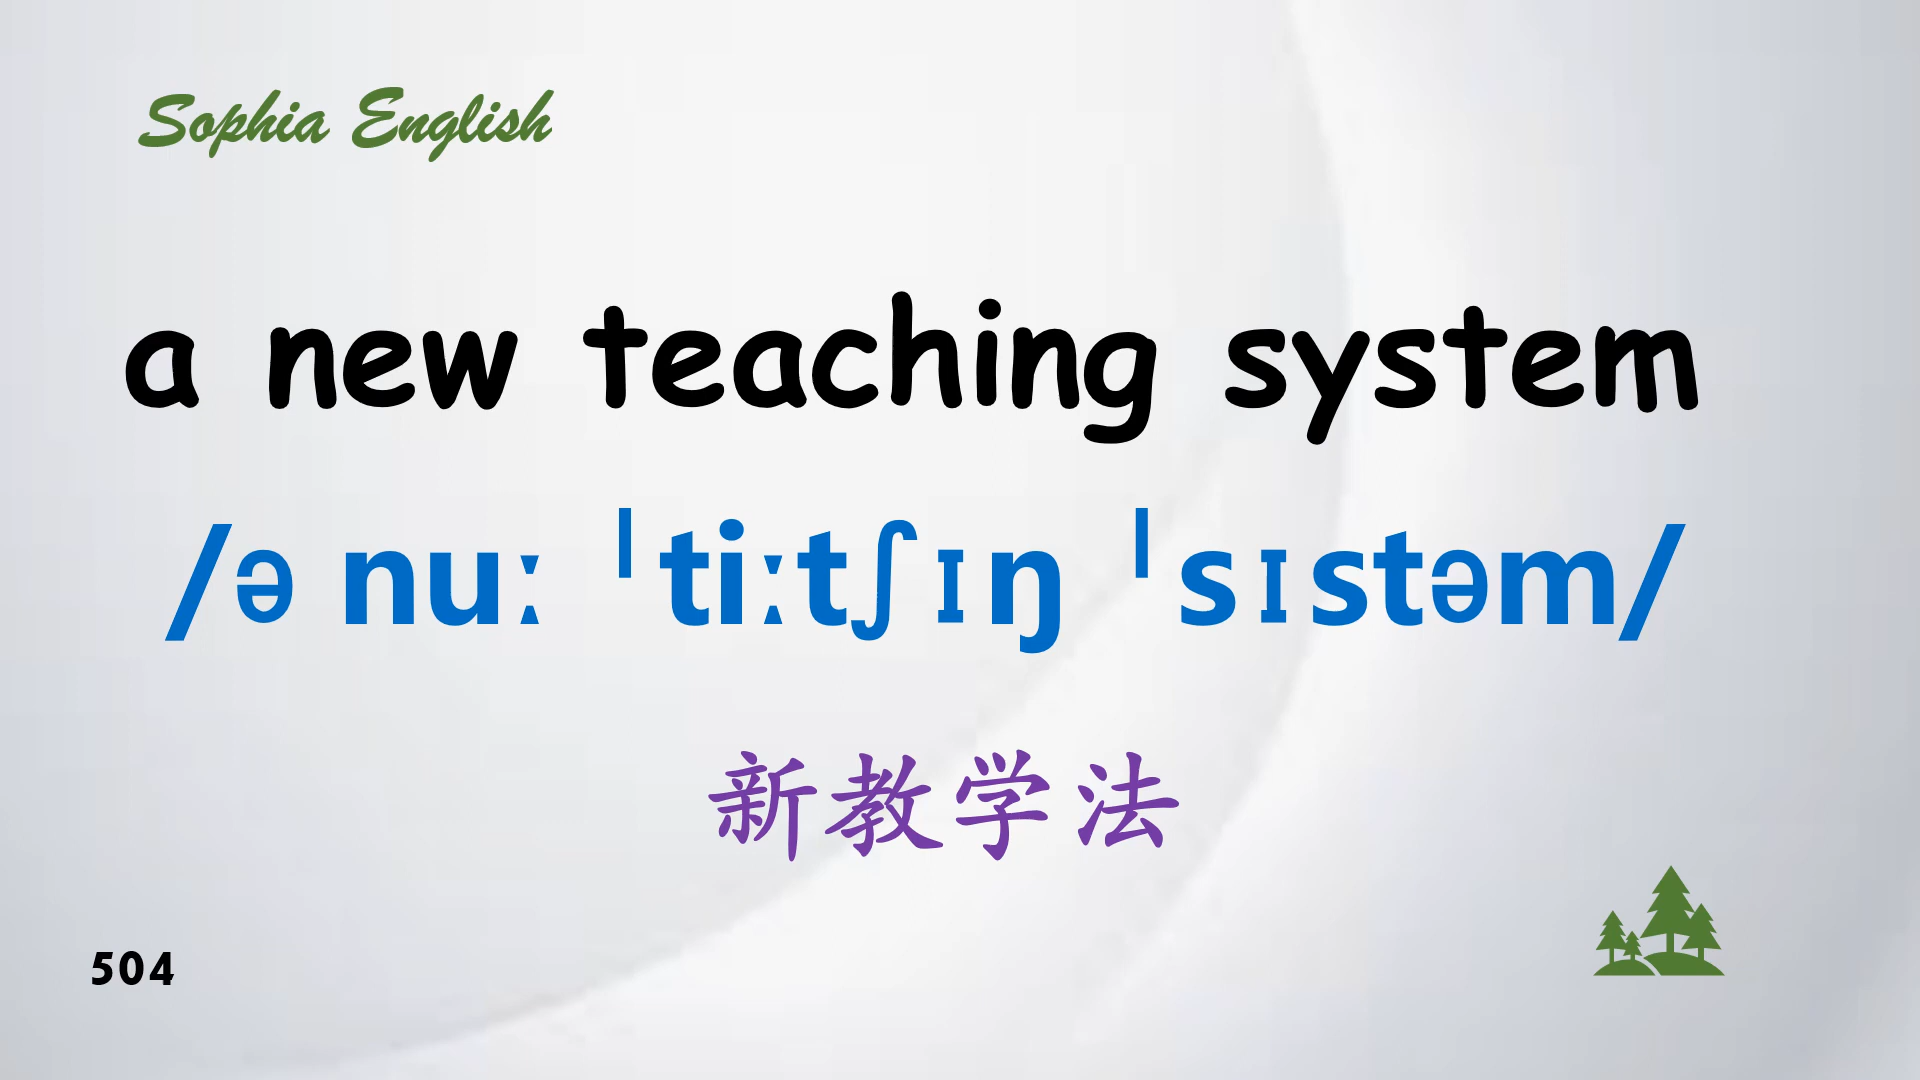 Sophia English
a new teaching system
/ə nuː ˈtiːtʃɪŋ ˈsɪstəm/
新教学法
504